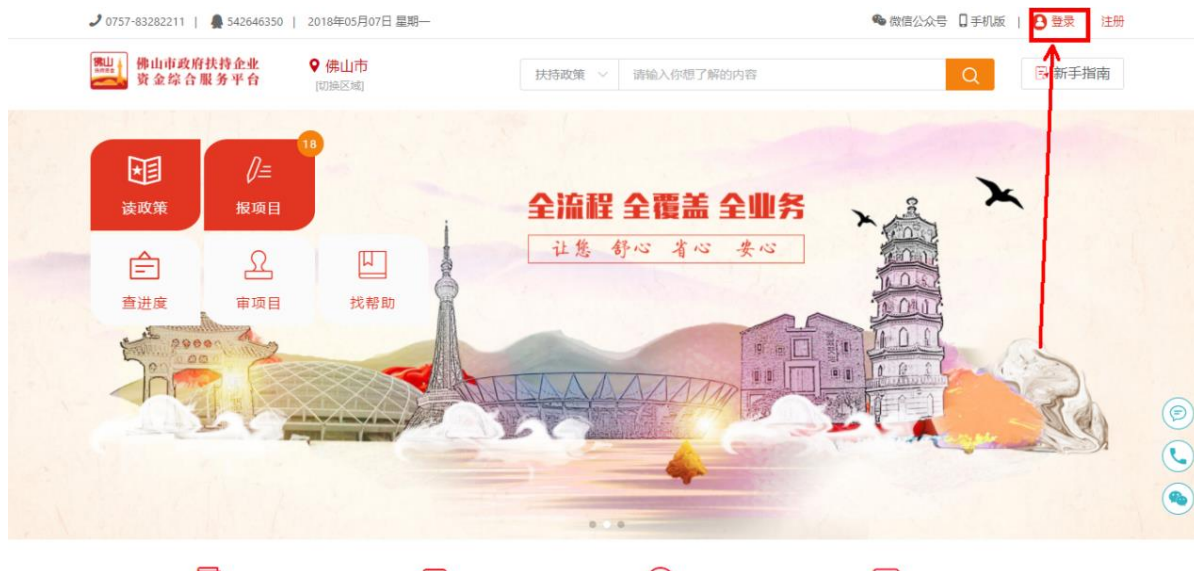 0757-83282211 | 542646350 | 2018年05月07日 星期一
微信公众号 手机版 | 登录 注册
佛山市政府扶持企业
资金综合服务平台
佛山市
[切换区域]
扶持政策 请输入你想了解的内容
新手指南
18
读政策 报项目
查进度 审项目 找帮助
全流程 全覆盖 全业务
让您 舒心 省心 安心